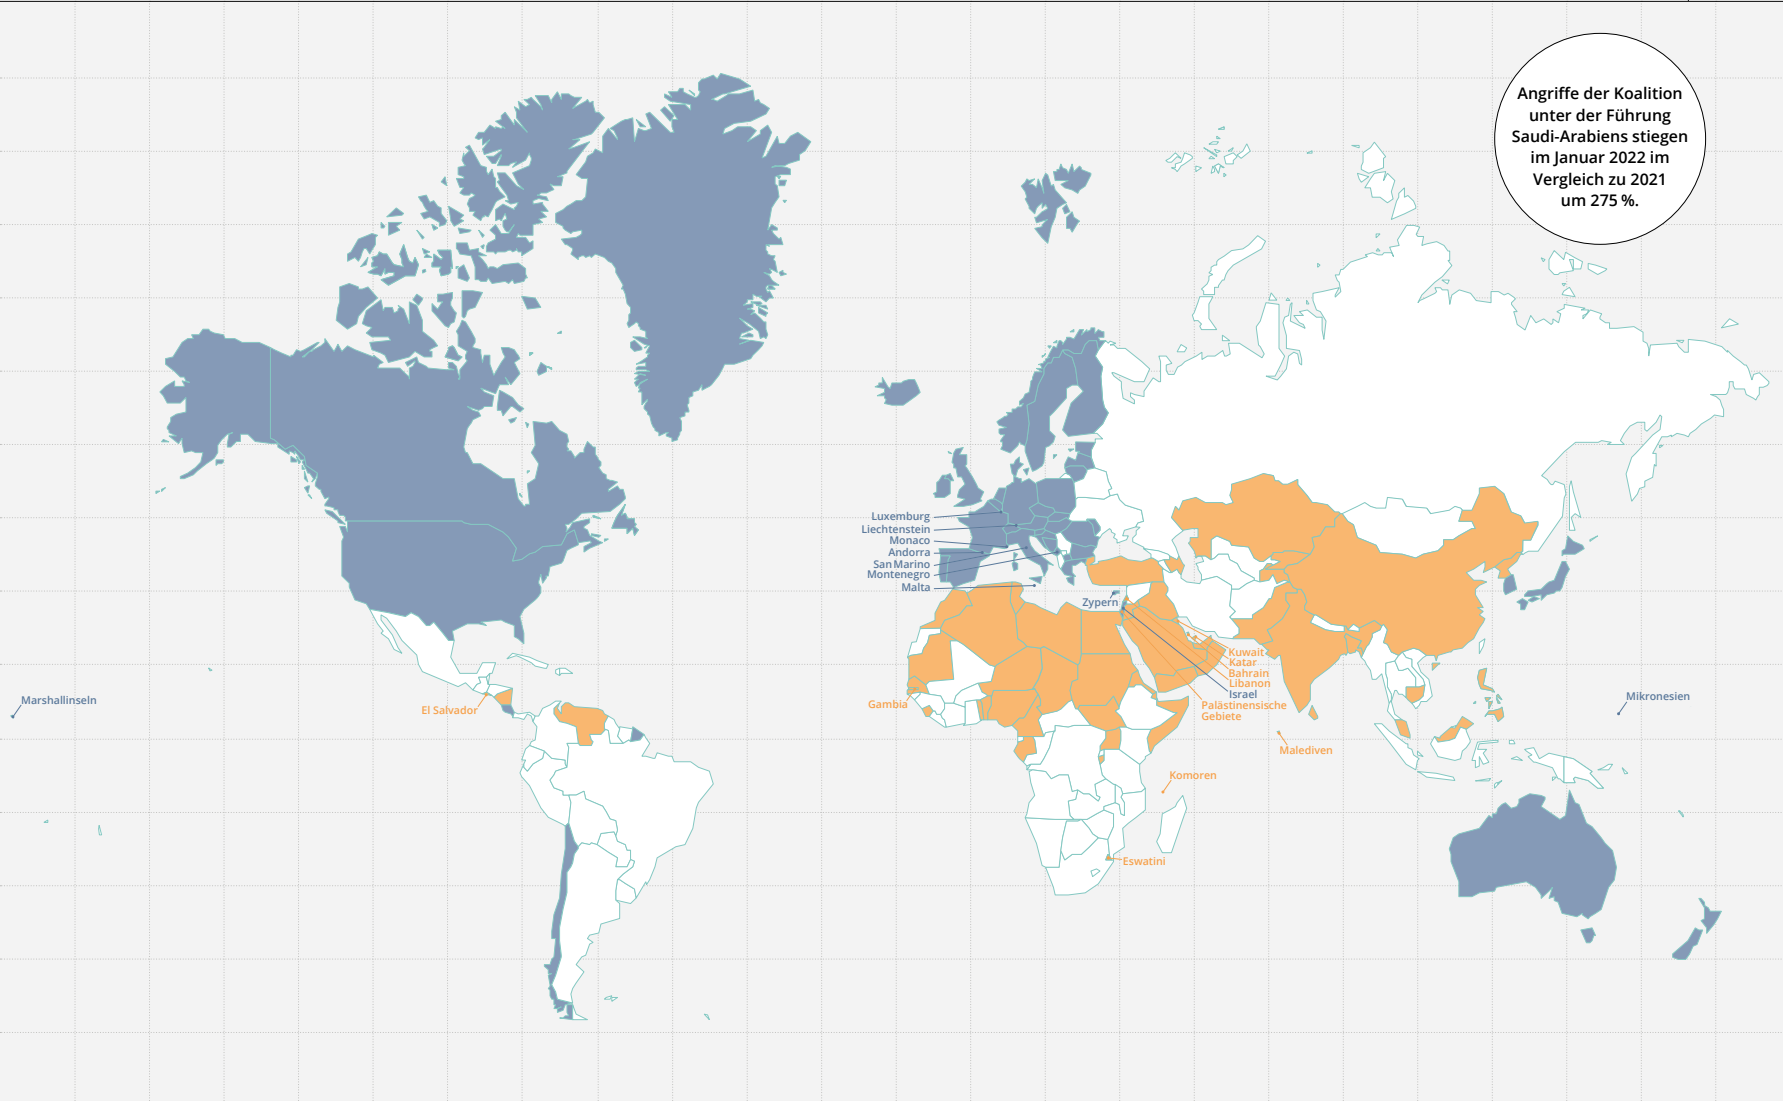 Angriffe der Koalition
unter der Führung
Saudi-Arabiens stiegen
im Januar 2022 im
Vergleich zu 2021
um 275 %.
Luxemburg
Liechtenstein
Monaco
Andorra
San Marino
Montenegro
Malta
Zypern
Kuwait
Katar
Bahrain
Libanon
Israel
Palästinensische
Gebiete
Marshallinseln
El Salvador
Gambia
Mikronesien
Malediven
Komoren
Eswatini